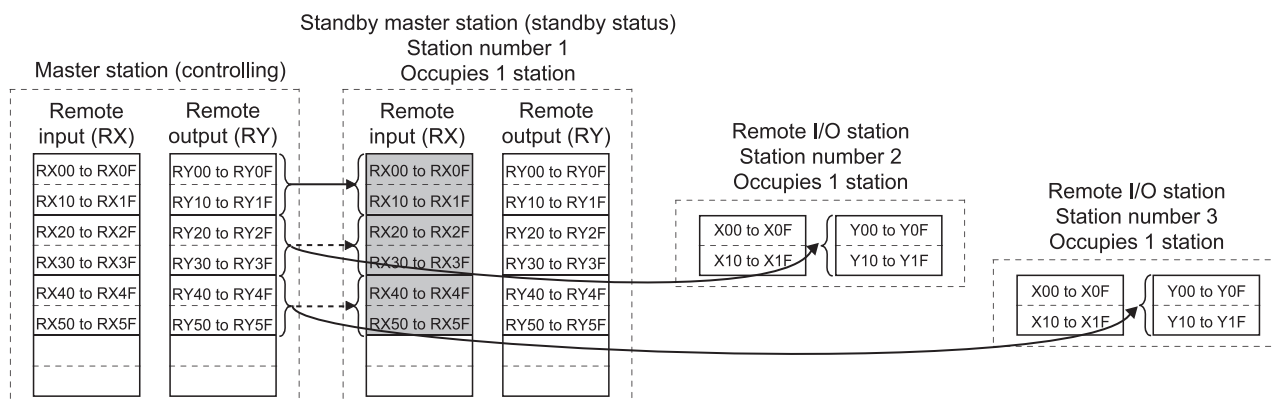 Standby master station (standby status)
Station number 1
Occupies 1 station
Master station (controlling)
Remote
input (RX)
Remote
output (RY)
Remote
input (RX)
Remote
output (RY)
RX00 to RX0F
RX10 to RX1F
RX20 to RX2F
RX30 to RX3F
RX40 to RX4F
RX50 to RX5F
RY00 to RY0F
RY10 to RY1F
RY20 to RY2F
RY30 to RY3F
RY40 to RY4F
RY50 to RY5F
RX00 to RX0F
RX10 to RX1F
RX20 to RX2F
RX30 to RX3F
RX40 to RX4F
RX50 to RX5F
RY00 to RY0F
RY10 to RY1F
RY20 to RY2F
RY30 to RY3F
RY40 to RY4F
RY50 to RY5F
Remote I/O station
Station number 2
Occupies 1 station
X00 to X0F
X10 to X1F
Y00 to Y0F
Y10 to Y1F
Remote I/O station
Station number 3
Occupies 1 station
X00 to X0F
X10 to X1F
Y00 to Y0F
Y10 to Y1F